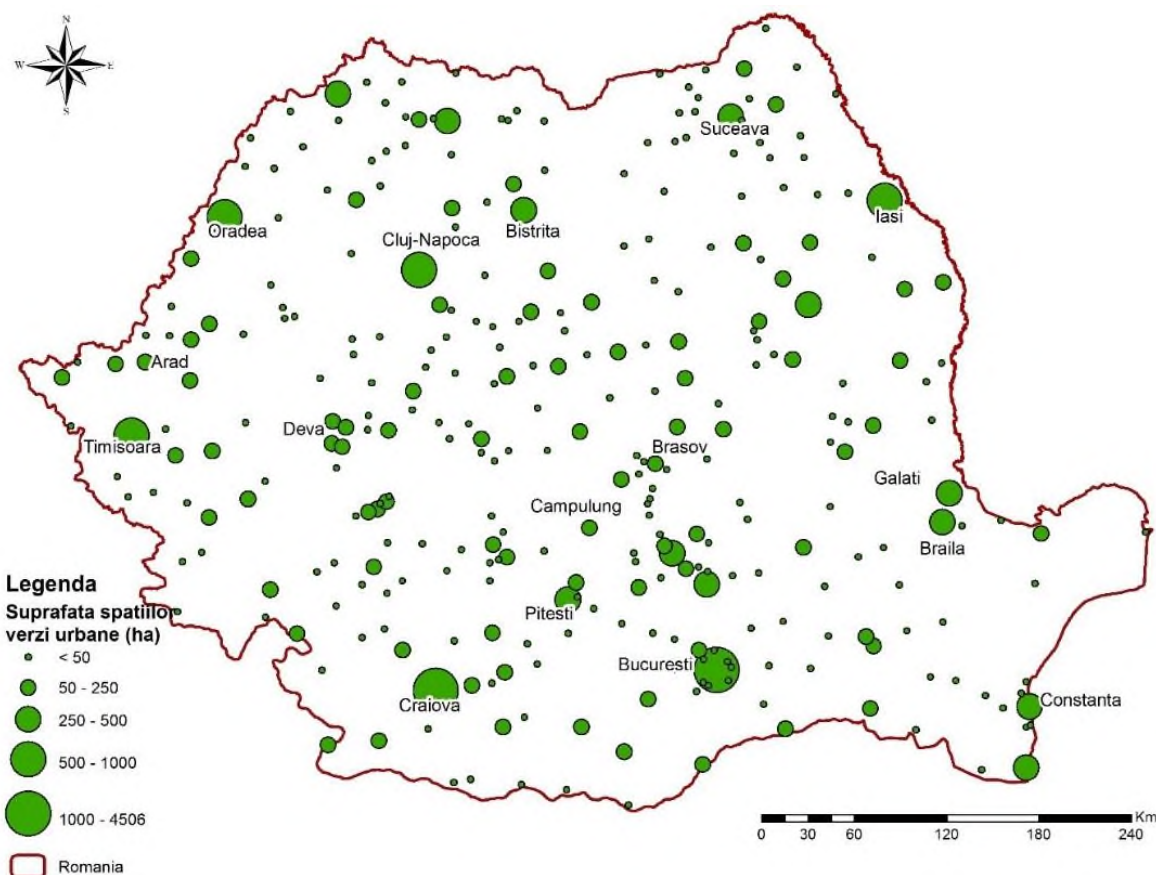 N
W E
S
Suceava
Oradea
Iasi
Cluj-Napoca
Bistrita
Arad
Timisoara
Deva
Brasov
Galati
Campulung
Braila
Pitesti
Bucuresti
Craiova
Constanta
Legenda
Suprafata spatiilor
verzi urbane (ha)
< 50
50 - 250
250 - 500
500 - 1000
1000 - 4506
Romania
Km
0 30 60 120 180 240